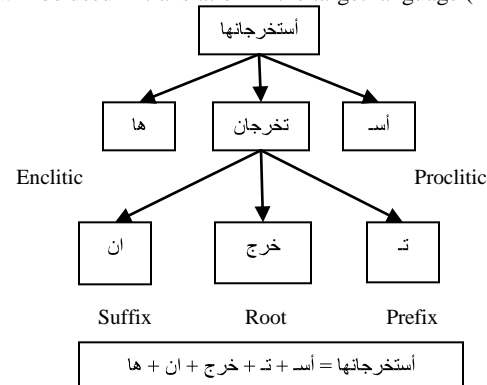 أستخرجانها
ها تخرجان أسـ
Enclitic Proclitic
ان خرج تـ
Suffix Root Prefix
أستخرجانها = أسـ + تـ + خرج + ان + ها